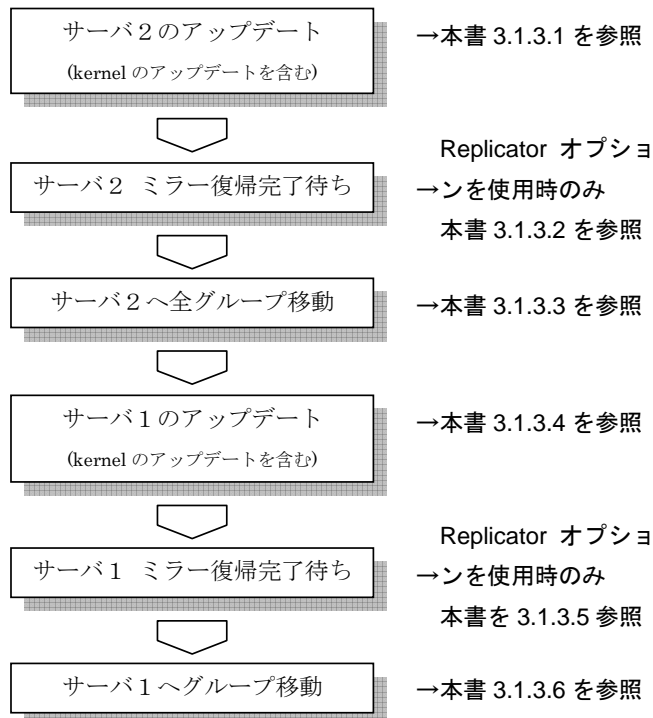 サーバ２のアップデート
(kernel のアップデートを含む)
→本書 3.1.3.1 を参照
サーバ２ ミラー復帰完了待ち
Replicator オプショ
→ンを使用時のみ
本書 3.1.3.2 を参照
サーバ２へ全グループ移動
→本書 3.1.3.3 を参照
サーバ１のアップデート
(kernel のアップデートを含む)
→本書 3.1.3.4 を参照
サーバ１ ミラー復帰完了待ち
Replicator オプショ
→ンを使用時のみ
本書を 3.1.3.5 参照
サーバ１へグループ移動
→本書 3.1.3.6 を参照